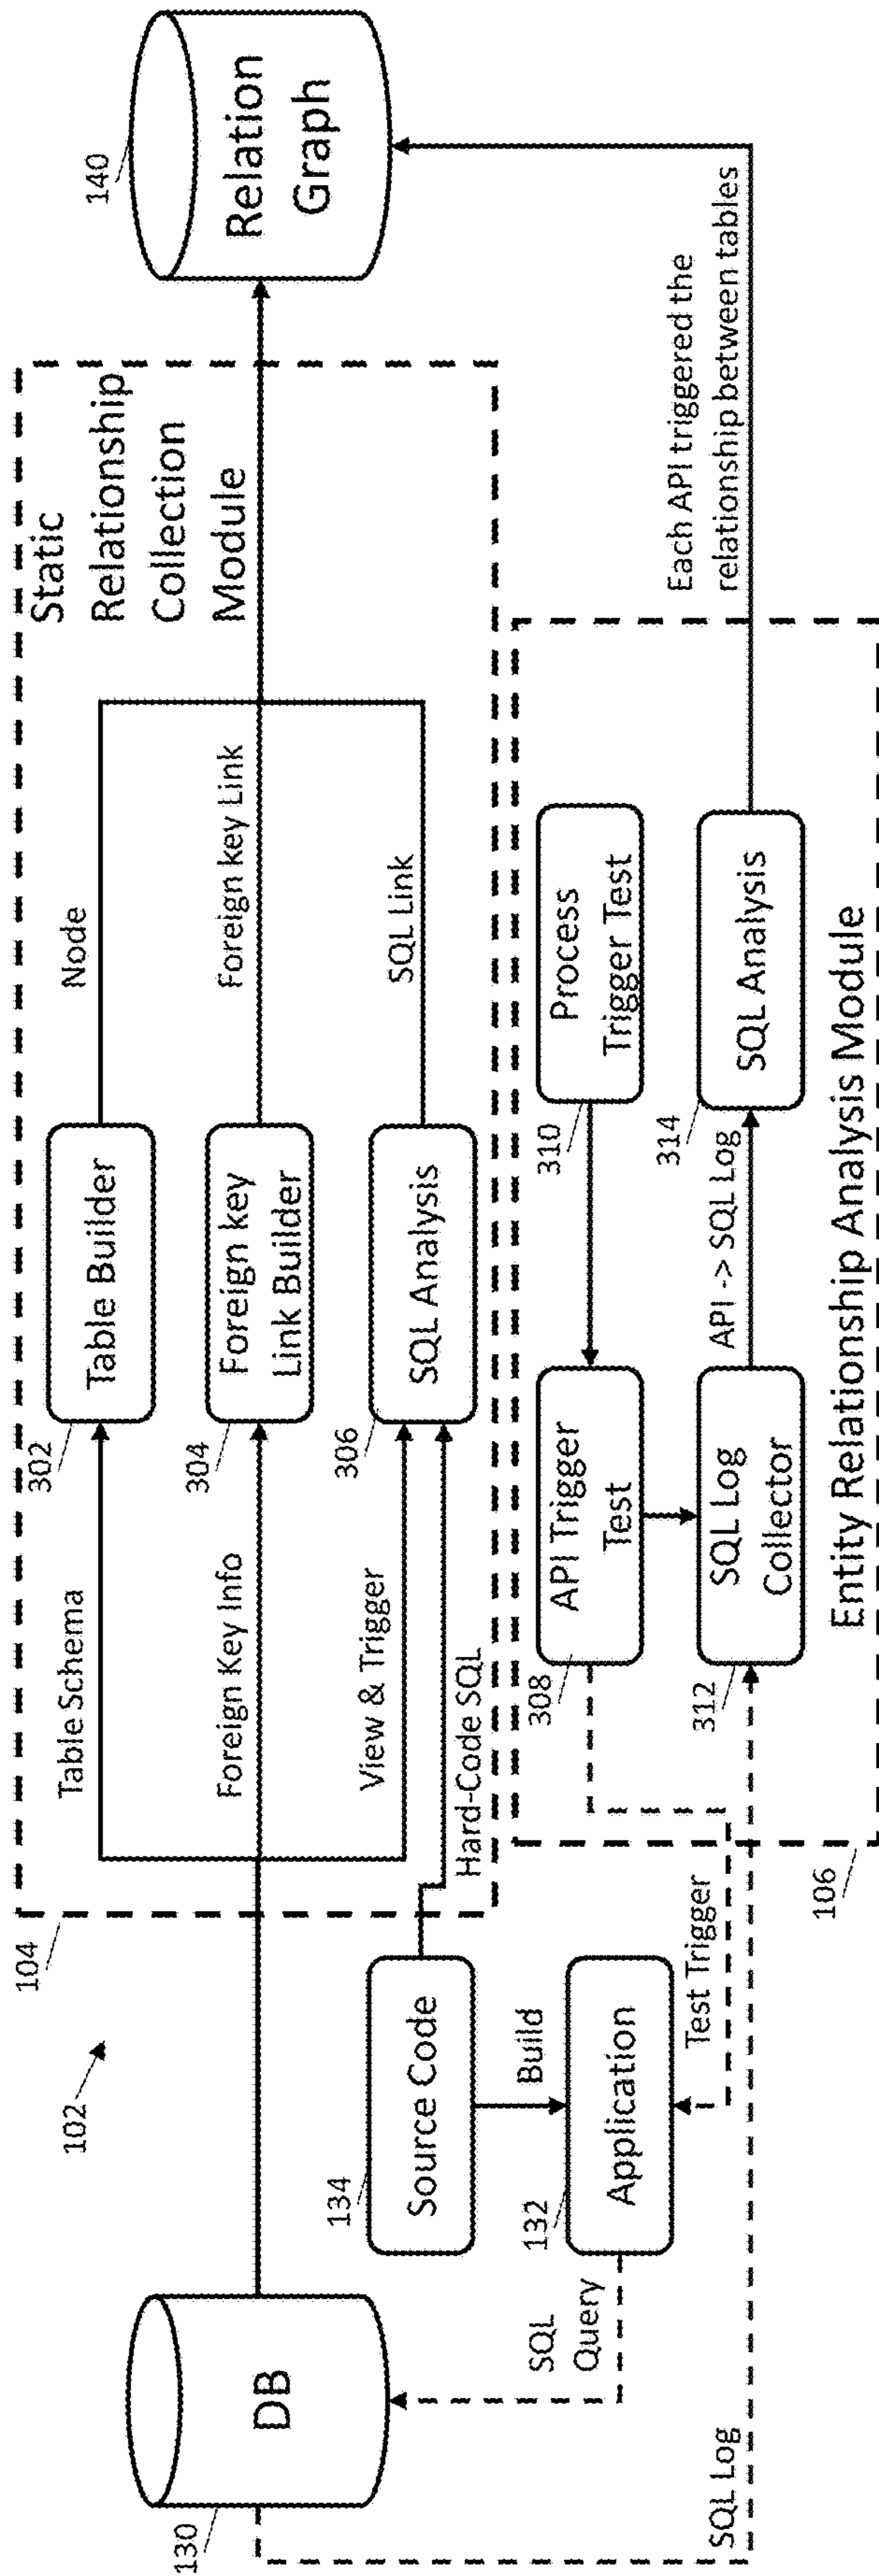 102
130
DB
SQL Log
SQL
Query
134
Source Code
Build
132
Application
Test Trigger
104
Static
Relationship
Collection
Module
Table Schema
Foreign Key Info
View & Trigger
Hard-Code SQL
302
Table Builder
304
Foreign key
Link Builder
306
SQL Analysis
Node
Foreign key Link
SQL Link
140
Relation
Graph
106
308
API Trigger
Test
310
Process
Trigger Test
312
SQL Log
Collector
API -> SQL Log
314
SQL Analysis
Entity Relationship Analysis Module
Each API triggered the
relationship between tables